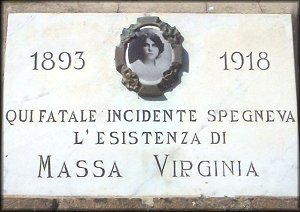 1893 1918
QUI FATALE INCIDENTE SPEGNEVA
L'ESISTENZA DI
MASSA VIRGINIA